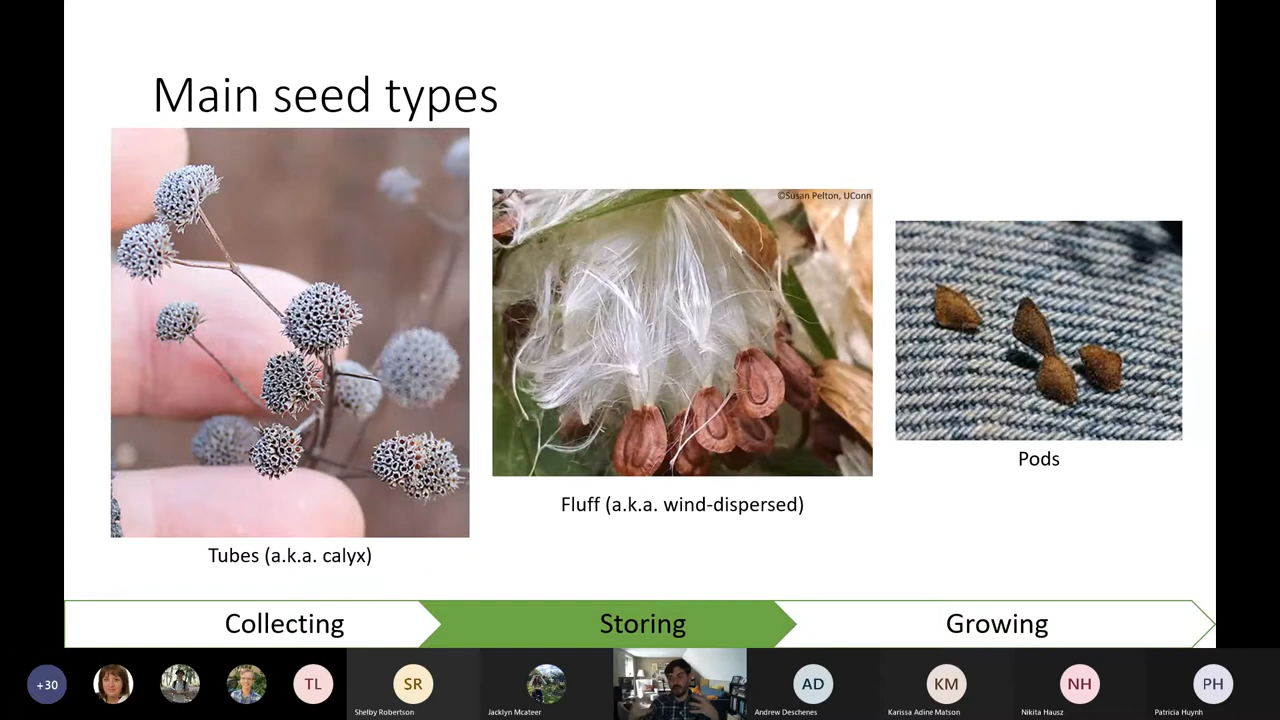 Main seed types
©Susan Pelton, UConn
Pods
Fluff (a.k.a. wind-dispersed)
Tubes (a.k.a. calyx)
Collecting
Storing
Growing
+30
TL
SR
AD
KM
NH
PH
Shelby Robertson
Jacklyn Mcateer
Andrew Deschenes
Karissa Adine Matson
Nikita Hausz
Patricia Huynh